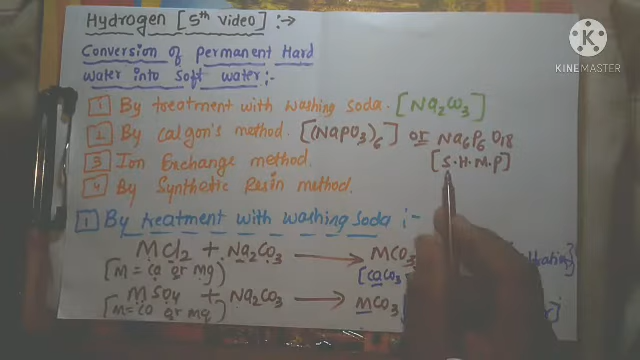 Hydrogen [5th Video] :→
Conversion of permanent Hard
water into Soft water :-
1 By treatment with washing soda. [Na2CO3]
2 By calgon's method. [(NaPO3)6] or Na6P6O18
[S.H.M.P]
3 Ion Exchange method.
4 By Synthetic Resin method.
1 By treatment with washing Soda :-
MCl2 + Na2CO3 → MCO3
[M = Ca or mg) [CaCO3
MSO4 + Na2CO3 → MCO3
[M = Ca or mg)
KINEMASTER